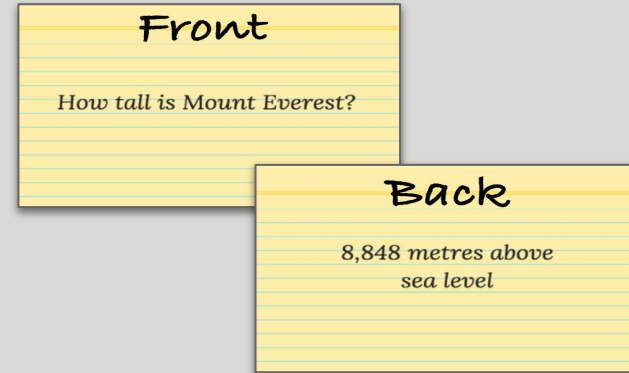 Front
How tall is Mount Everest?
Back
8,848 metres above
sea level